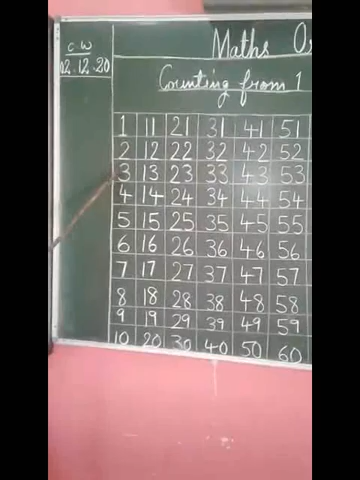 C.W
02.12.20
Maths
Counting from 1
1 11 21 31 41 51
2 12 22 32 42 52
3 13 23 33 43 53
4 14 24 34 44 54
5 15 25 35 45 55
6 16 26 36 46 56
7 17 27 37 47 57
8 18 28 38 48 58
9 19 29 39 49 59
10 20 30 40 50 60